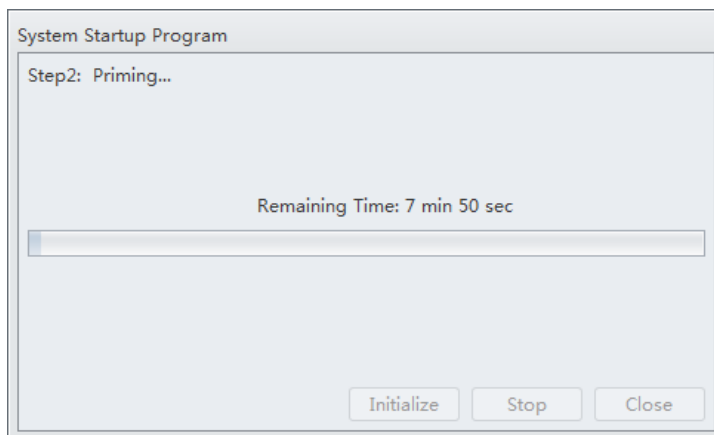 System Startup Program
Step2: Priming...
Remaining Time: 7 min 50 sec
Initialize Stop Close